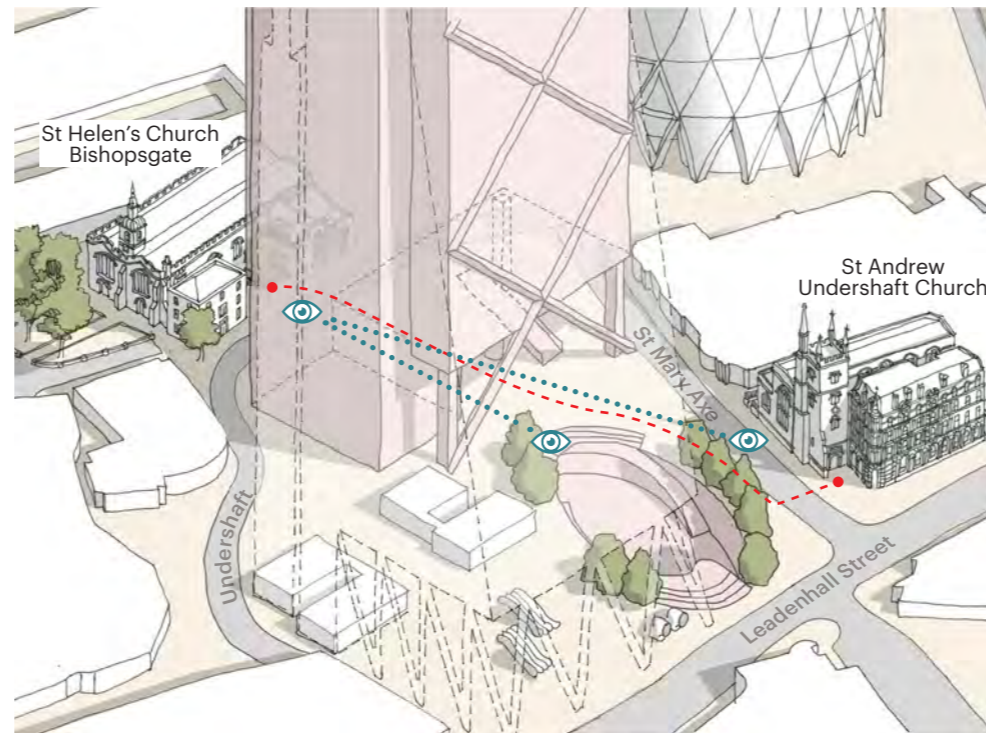 St Helen's Church
Bishopsgate
St Andrew
Undershaft Church
St Mary Axe
Undershaft
Leadenhall Street